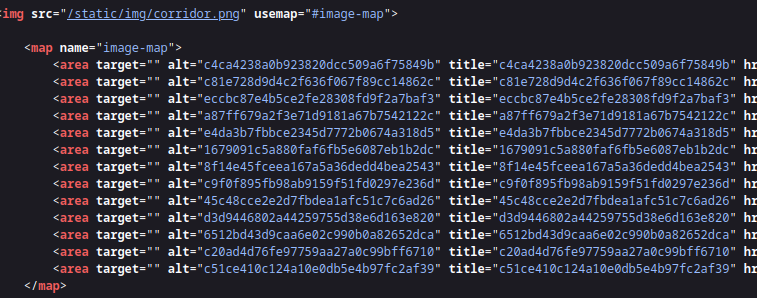 <img src="/static/img/corridor.png" usemap="#image-map">
<map name="image-map">
<area target="" alt="c4ca4238a0b923820dcc509a6f75849b" title="c4ca4238a0b923820dcc509a6f75849b" hr
<area target="" alt="c81e728d9d4c2f636f067f89cc14862c" title="c81e728d9d4c2f636f067f89cc14862c" hr
<area target="" alt="eccbc87e4b5ce2fe28308fd9f2a7baf3" title="eccbc87e4b5ce2fe28308fd9f2a7baf3" hr
<area target="" alt="a87ff679a2f3e71d9181a67b7542122c" title="a87ff679a2f3e71d9181a67b7542122c" hr
<area target="" alt="e4da3b7fbbce2345d7772b0674a318d5" title="e4da3b7fbbce2345d7772b0674a318d5" hr
<area target="" alt="1679091c5a880faf6fb5e6087eb1b2dc" title="1679091c5a880faf6fb5e6087eb1b2dc" hr
<area target="" alt="8f14e45fceea167a5a36dedd4bea2543" title="8f14e45fceea167a5a36dedd4bea2543" hr
<area target="" alt="c9f0f895fb98ab9159f51fd0297e236d" title="c9f0f895fb98ab9159f51fd0297e236d" hr
<area target="" alt="45c48cce2e2d7fbdea1afc51c7c6ad26" title="45c48cce2e2d7fbdea1afc51c7c6ad26" hr
<area target="" alt="d3d9446802a44259755d38e6d163e820" title="d3d9446802a44259755d38e6d163e820" hr
<area target="" alt="6512bd43d9caa6e02c990b0a82652dca" title="6512bd43d9caa6e02c990b0a82652dca" hr
<area target="" alt="c20ad4d76fe97759aa27a0c99bff6710" title="c20ad4d76fe97759aa27a0c99bff6710" hr
<area target="" alt="c51ce410c124a10e0db5e4b97fc2af39" title="c51ce410c124a10e0db5e4b97fc2af39" hr
</map>